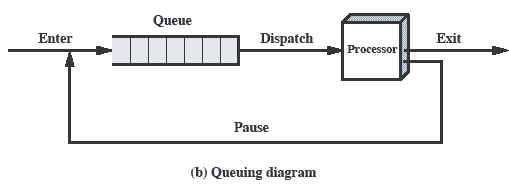 Queue
Enter
Dispatch
Processor
Exit
Pause
(b) Queuing diagram